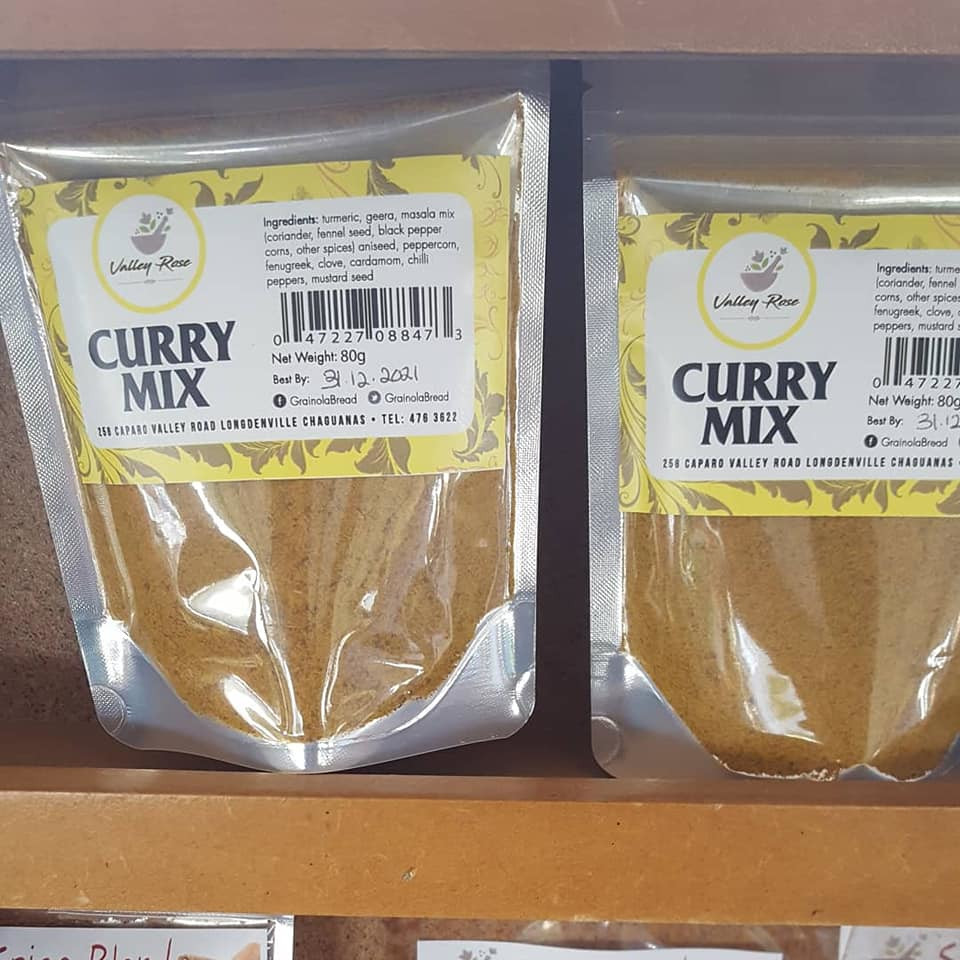 Valley Rose
Ingredients: turmeric, geera, masala mix
(coriander, fennel seed, black pepper
corns, other spices) aniseed, peppercorn,
fenugreek, clove, cardamom, chilli
peppers, mustard seed
0 47227 08847 3
CURRY
MIX
Net Weight: 80g
Best By: 31.12.2021
GrainolaBread GrainolaBread
258 CAPARO VALLEY ROAD LONGDENVILLE CHAGUANAS • TEL: 476 3622
Valley Rose
Ingredients:
(coriander, fennel
corns, other spices
fenugreek, clove,
peppers, mustard
0 47227
CURRY
MIX
Net Weight: 80g
Best By: 31.12
GrainolaBread
258 CAPARO VALLEY ROAD LONGDENVILLE CHAGUANAS •